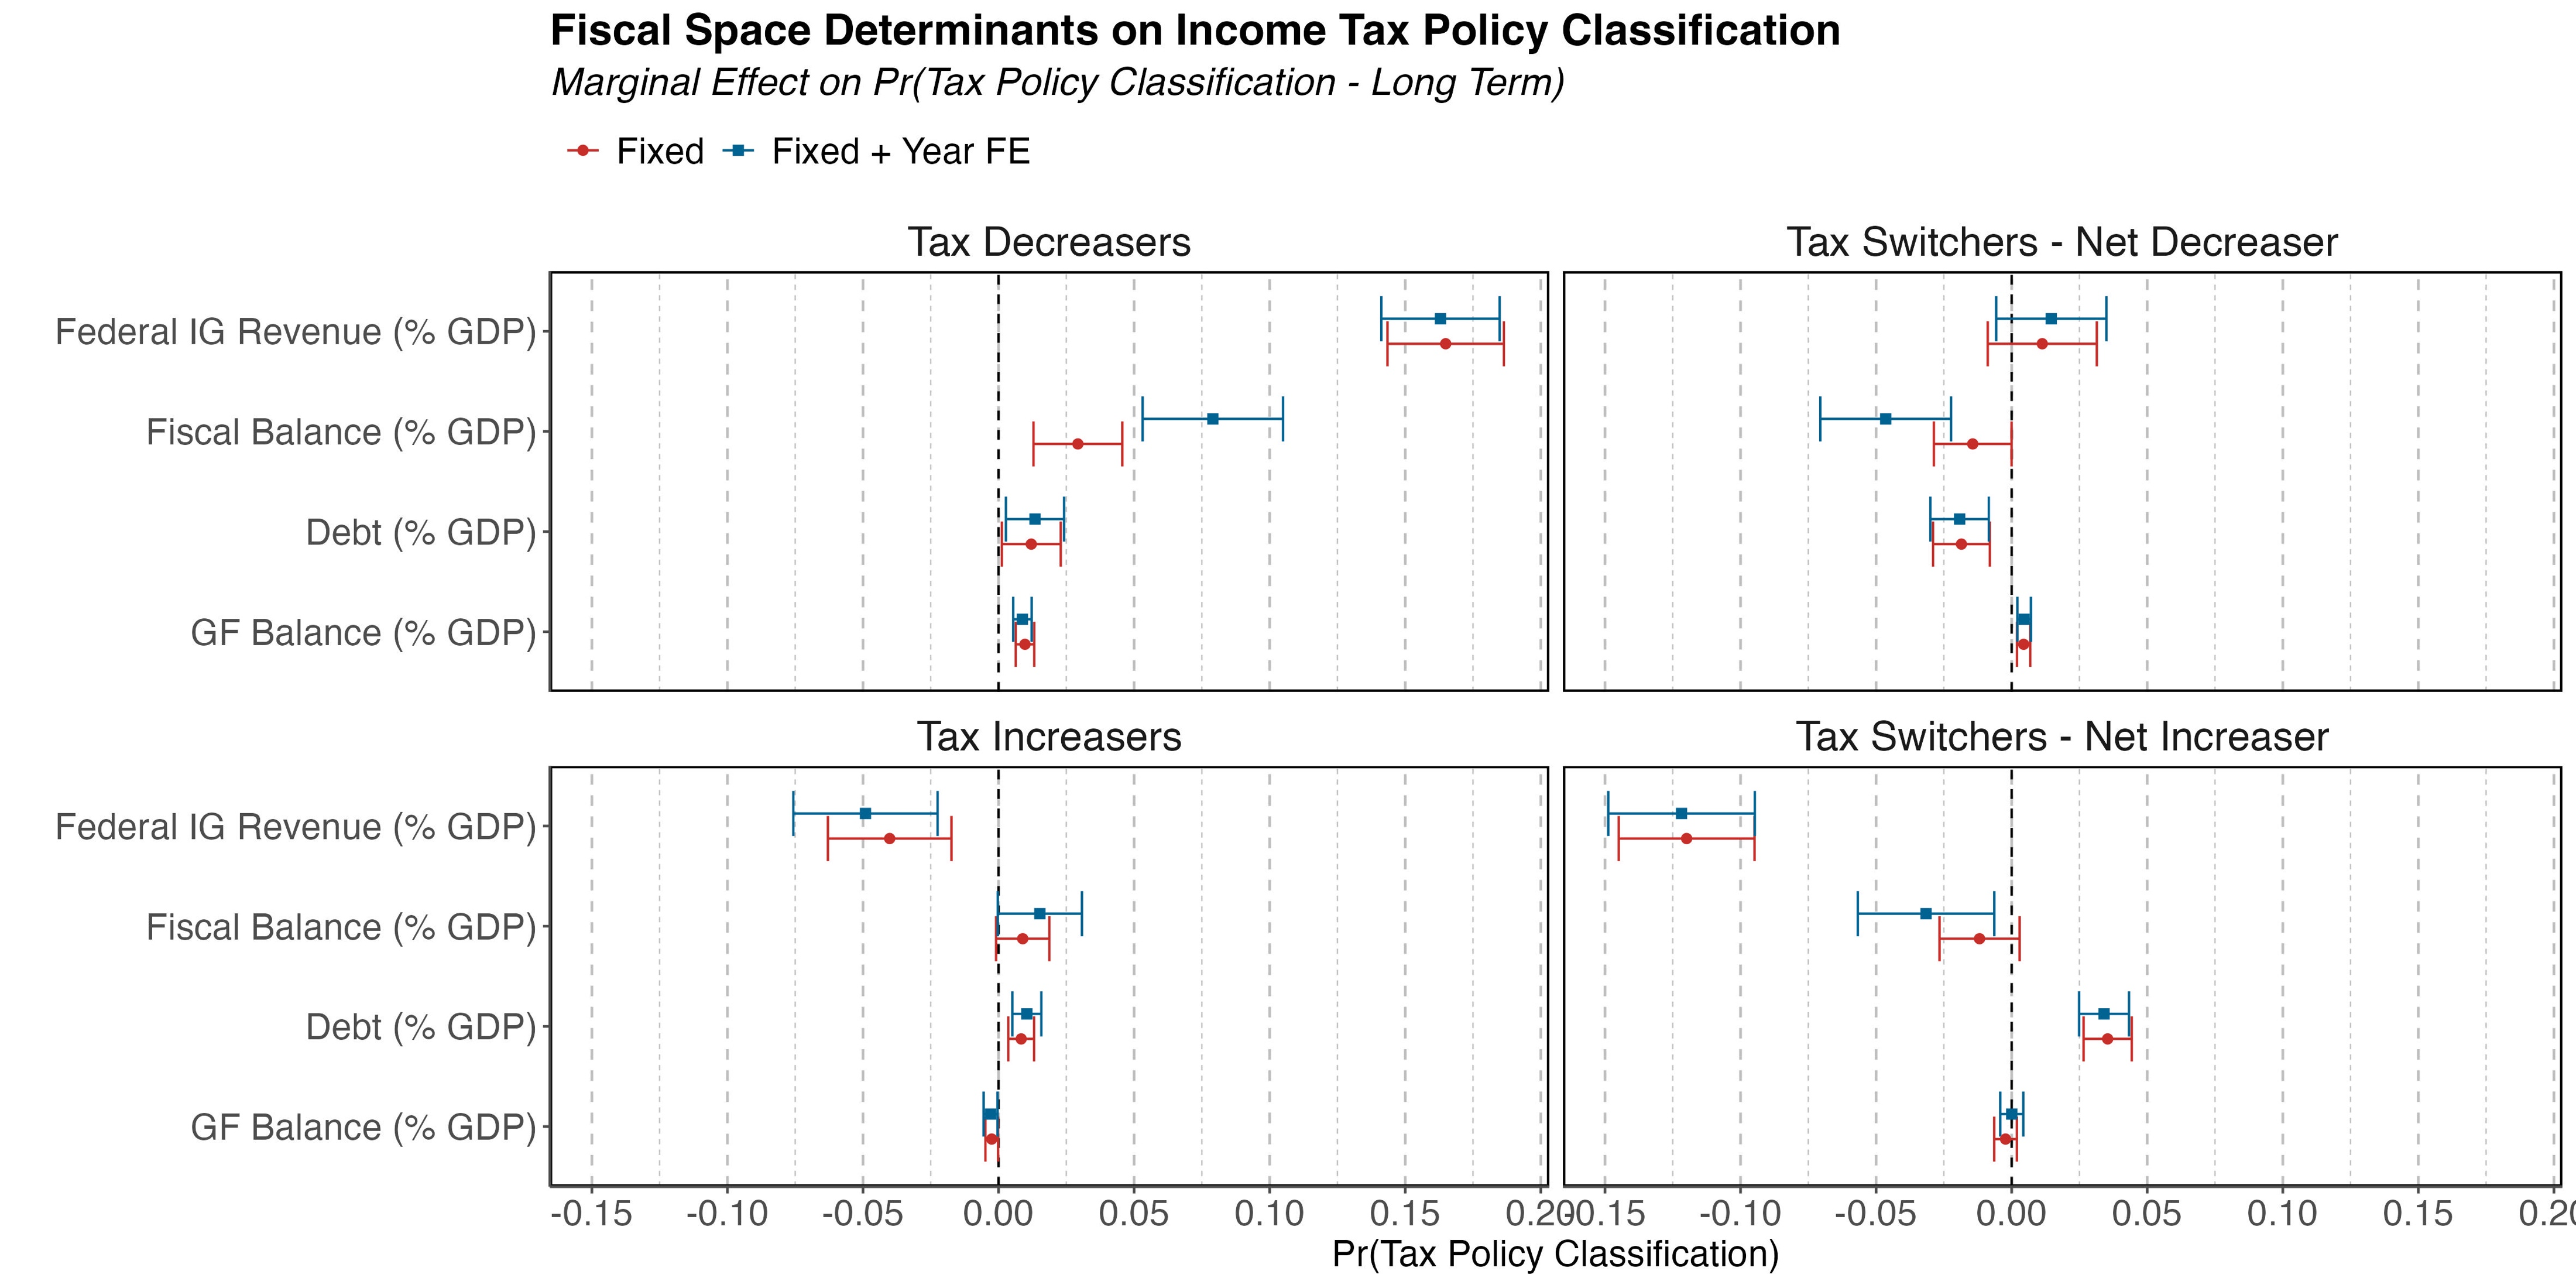 Fiscal Space Determinants on Income Tax Policy Classification
Marginal Effect on Pr(Tax Policy Classification - Long Term)
Fixed Fixed + Year FE
Tax Decreasers Tax Switchers - Net Decreaser
Federal IG Revenue (% GDP)
Fiscal Balance (% GDP)
Debt (% GDP)
GF Balance (% GDP)
Tax Increasers Tax Switchers - Net Increaser
Federal IG Revenue (% GDP)
Fiscal Balance (% GDP)
Debt (% GDP)
GF Balance (% GDP)
-0.15 -0.10 -0.05 0.00 0.05 0.10 0.15 0.20 -0.15 -0.10 -0.05 0.00 0.05 0.10 0.15 0.20
Pr(Tax Policy Classification)